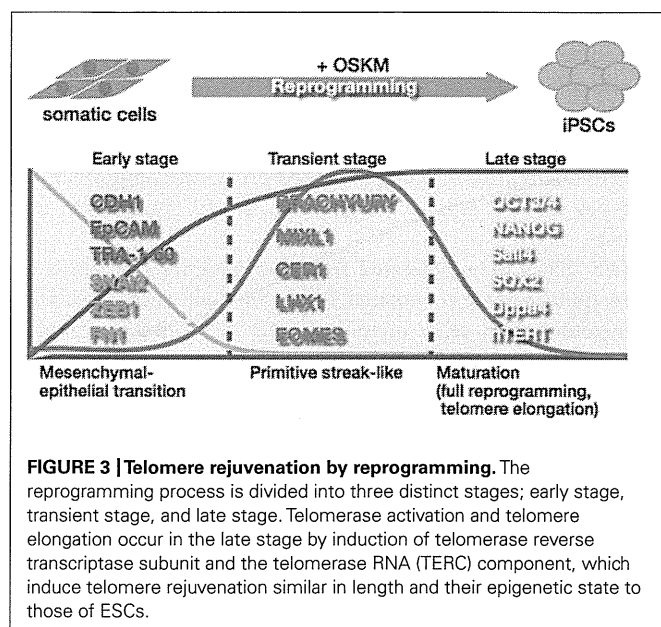 + OSKM
Reprogramming
somatic cells
iPSCs
Early stage
Transient stage
Late stage
CDH1
EpCAM
TRA-1-60
SNAI2
ZEB1
FN1
BRACHYURY
MIXL1
CER1
LHX1
EOMES
OCT3/4
NANOG
Sall4
SOX2
Dppa4
hTERT
Mesenchymal-
epithelial transition
Primitive streak-like
Maturation
(full reprogramming,
telomere elongation)
FIGURE 3 | Telomere rejuvenation by reprogramming. The
reprogramming process is divided into three distinct stages; early stage,
transient stage, and late stage. Telomerase activation and telomere
elongation occur in the late stage by induction of telomerase reverse
transcriptase subunit and the telomerase RNA (TERC) component, which
induce telomere rejuvenation similar in length and their epigenetic state to
those of ESCs.